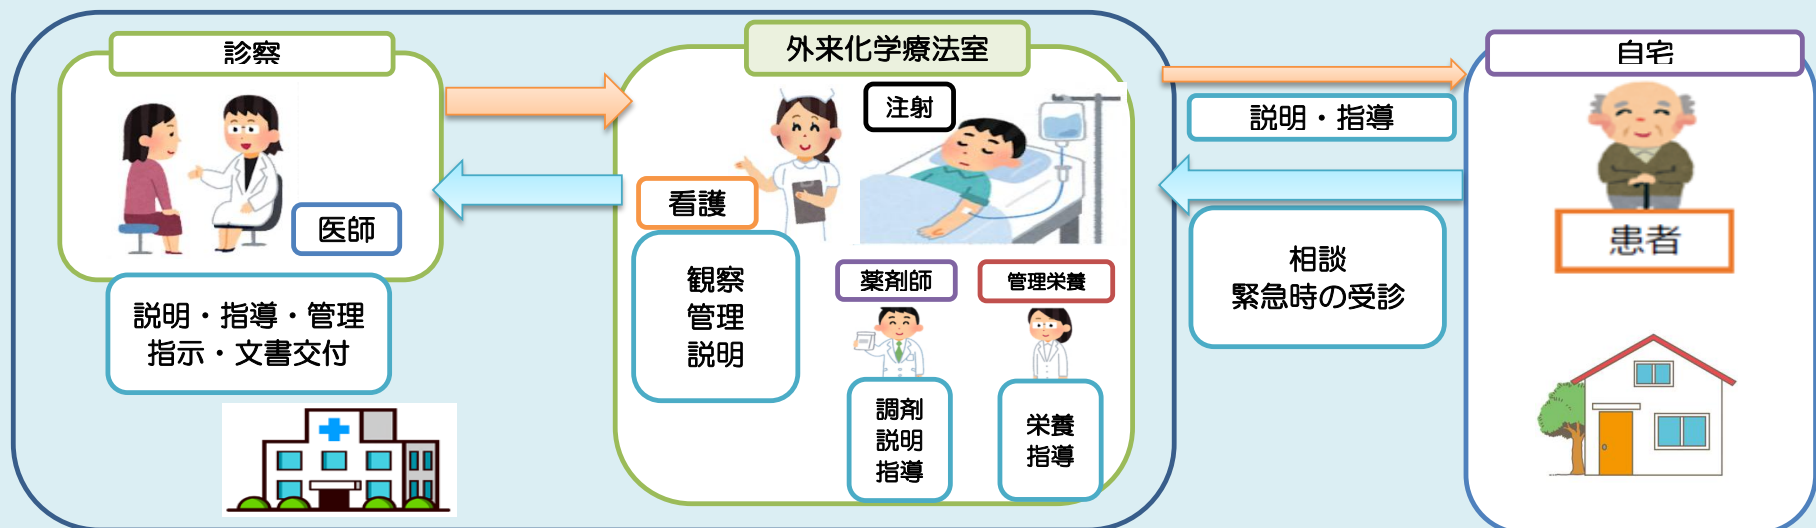 診察
医師
説明・指導・管理
指示・文書交付
外来化学療法室
注射
看護
観察
管理
説明
薬剤師
調剤
説明
指導
管理栄養
栄養
指導
説明・指導
相談
緊急時の受診
自宅
患者